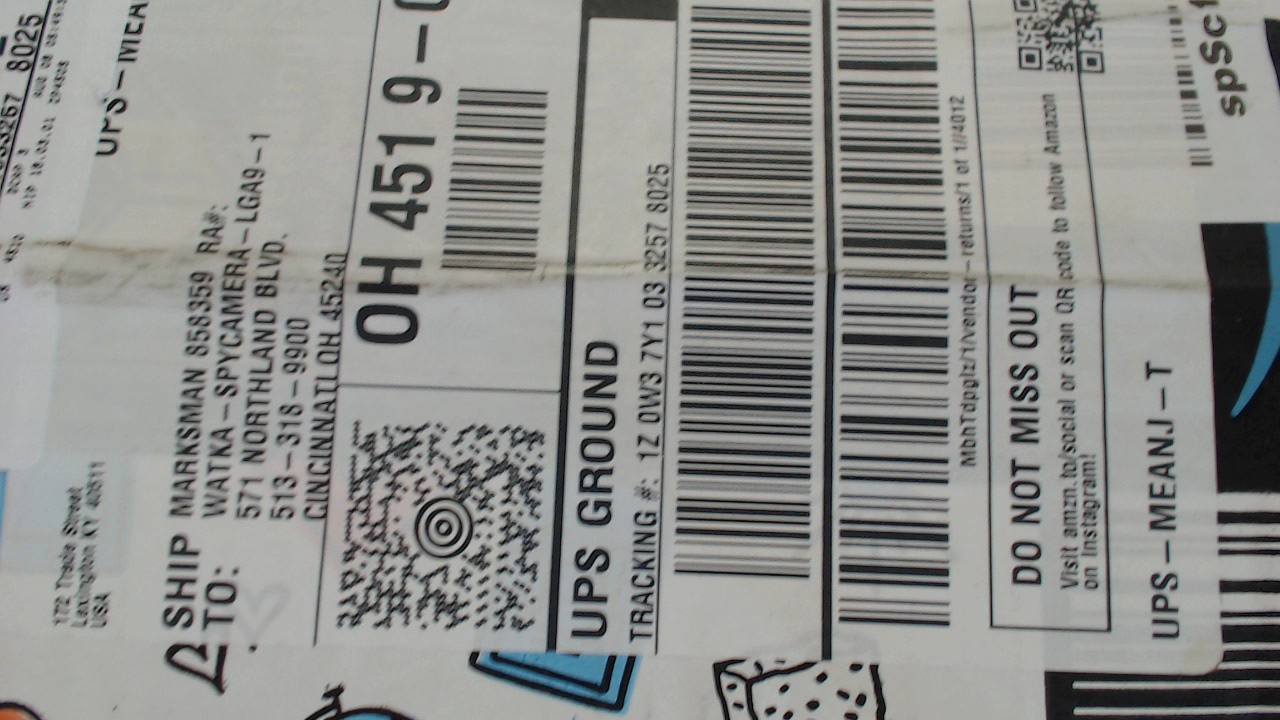 3267 8025
UPS-MEA
172 Trade Street
Lexington KY 40511
USA
SHIP
TO:
MARKSMAN 858359 RA#:
WATKA-SPYCAMERA-LGA9-1
571 NORTHLAND BLVD.
513-318-9900
CINCINNATI OH 45240
OH 451 9-0
UPS GROUND
TRACKING #: 1Z 0W3 7Y1 03 3257 8025
MbhTdpglz/1/vendor-returns/1 of 1//4012
DO NOT MISS OUT
Visit amzn.to/social or scan QR code to follow Amazon
on Instagram!
UPS-MEANJ-T
spSc1